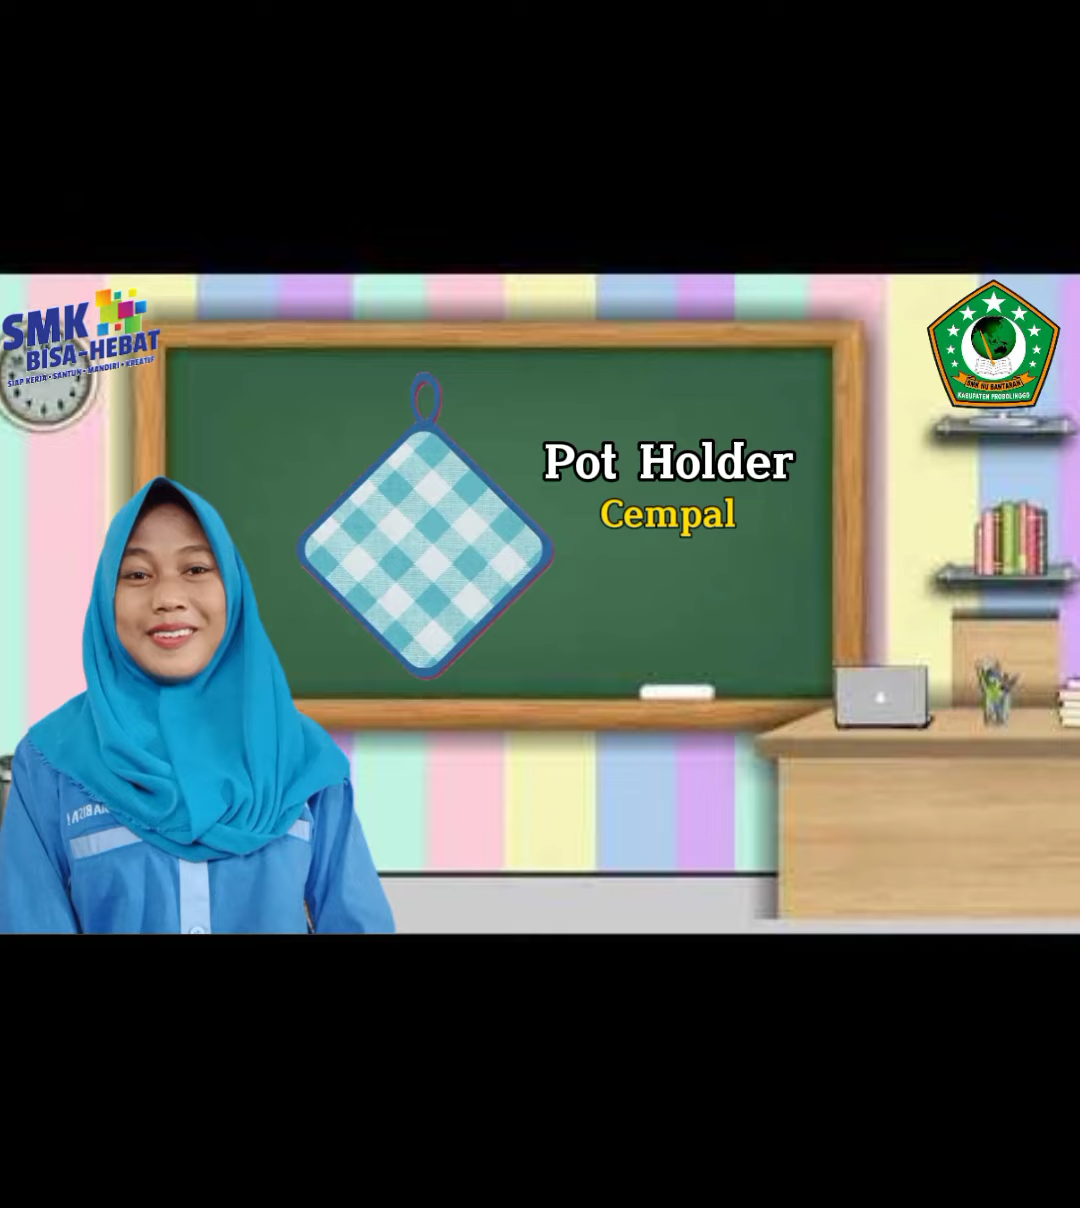 SMK
BISA-HEBAT
SIAP KERJA • SANTUN • MANDIRI • KREATIF
SMK NU BANTARAN
KABUPATEN PROBOLINGGO
Pot Holder
Cempal